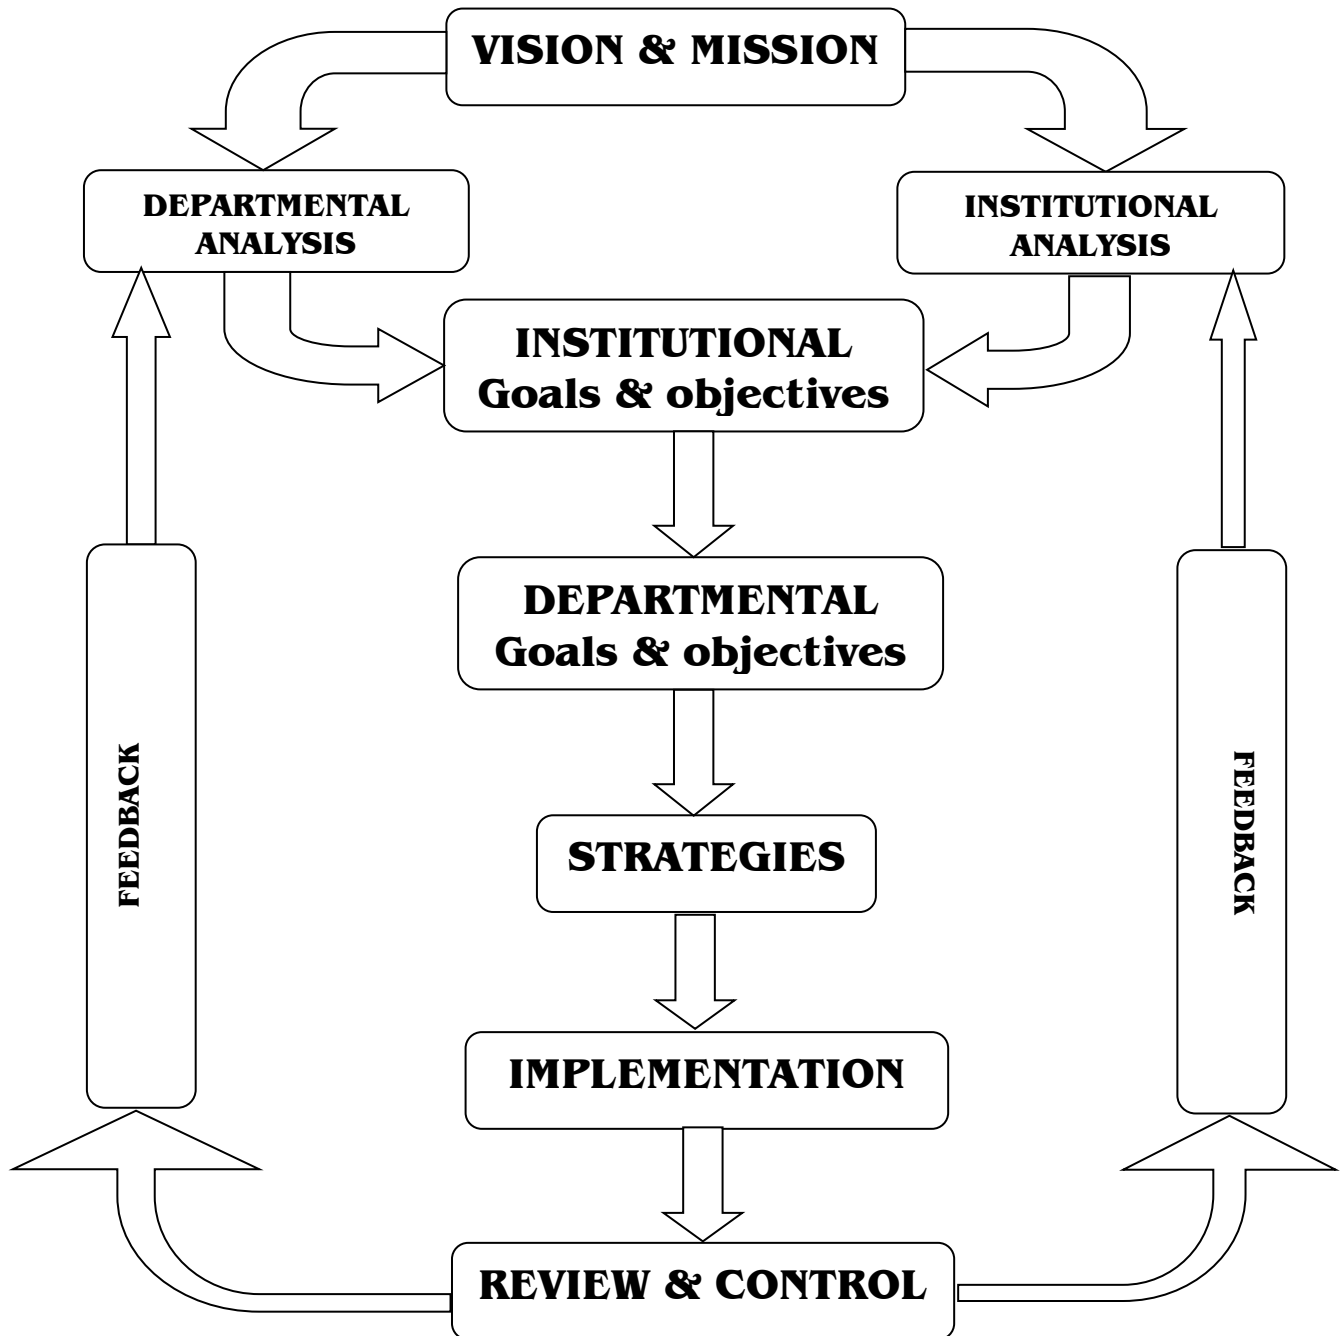 VISION & MISSION
DEPARTMENTAL
ANALYSIS
INSTITUTIONAL
ANALYSIS
INSTITUTIONAL
Goals & objectives
DEPARTMENTAL
Goals & objectives
FEEDBACK
FEEDBACK
STRATEGIES
IMPLEMENTATION
REVIEW & CONTROL